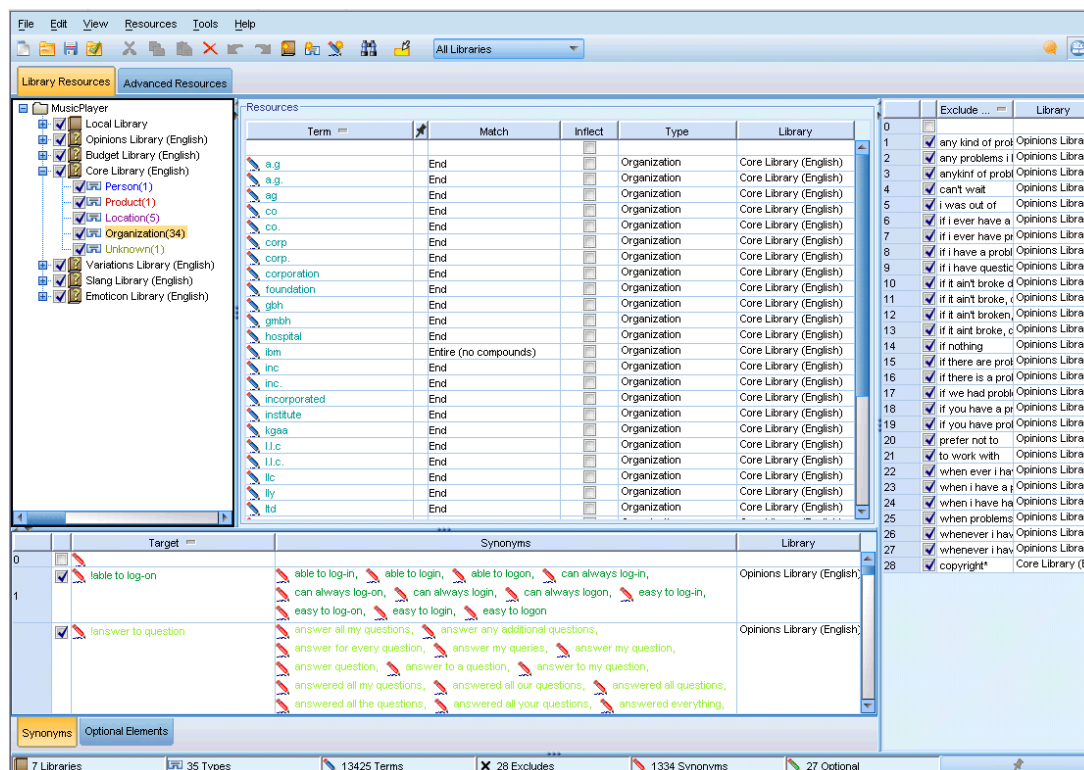 File Edit View Resources Tools Help
All Libraries
Library Resources Advanced Resources
MusicPlayer
Local Library
Opinions Library (English)
Budget Library (English)
Core Library (English)
Person(1)
Product(1)
Location(5)
Organization(34)
Unknown(1)
Variations Library (English)
Slang Library (English)
Emoticon Library (English)
Resources
Term Match Inflect Type Library
a.g End Organization Core Library (English)
a.g. End Organization Core Library (English)
ag End Organization Core Library (English)
co End Organization Core Library (English)
co. End Organization Core Library (English)
corp End Organization Core Library (English)
corp. End Organization Core Library (English)
corporation End Organization Core Library (English)
foundation End Organization Core Library (English)
gbh End Organization Core Library (English)
gmbh End Organization Core Library (English)
hospital End Organization Core Library (English)
ibm Entire (no compounds) Organization Core Library (English)
inc End Organization Core Library (English)
inc. End Organization Core Library (English)
incorporated End Organization Core Library (English)
institute End Organization Core Library (English)
kgaa End Organization Core Library (English)
l.l.c End Organization Core Library (English)
l.l.c. End Organization Core Library (English)
llc End Organization Core Library (English)
lly End Organization Core Library (English)
ltd End Organization Core Library (English)
Exclude ... Library
0
1 any kind of prob Opinions Libra
2 any problems i Opinions Libra
3 anykinf of probl Opinions Libra
4 can't wait Opinions Libra
5 i was out of Opinions Libra
6 if i ever have a Opinions Libra
7 if i ever have pr Opinions Libra
8 if i have a probl Opinions Libra
9 if i have questic Opinions Libra
10 if it ain't broke d Opinions Libra
11 if it ain't broke, Opinions Libra
12 if it ain't broken, Opinions Libra
13 if it aint broke, Opinions Libra
14 if nothing Opinions Libra
15 if there are prob Opinions Libra
16 if there is a prol Opinions Libra
17 if we had probl Opinions Libra
18 if you have a pr Opinions Libra
19 if you have prol Opinions Libra
20 prefer not to Opinions Libra
21 to work with Opinions Libra
22 when ever i hav Opinions Libra
23 when i have a Opinions Libra
24 when i have ha Opinions Libra
25 when problems Opinions Libra
26 whenever i hav Opinions Libra
27 whenever i hav Opinions Libra
28 copyright* Core Library (E
Target Synonyms Library
0
1 !able to log-on able to log-in, able to login, able to logon, can always log-in, Opinions Library (English)
can always log-on, can always login, can always logon, easy to log-in,
easy to log-on, easy to login, easy to logon
!answer to question answer all my questions, answer any additional questions, Opinions Library (English)
answer for every question, answer my queries, answer my question,
answer question, answer to a question, answer to my question,
answered all my questions, answered all our questions, answered all questions,
answered all the questions, answered all your questions, answered everything,
Synonyms Optional Elements
7 Libraries 35 Types 13425 Terms 28 Excludes 1334 Synonyms 27 Optional